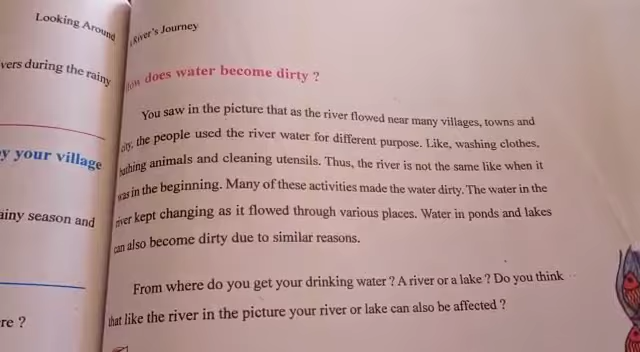 Looking Around
vers during the rainy
y your village
ainy season and
re ?
River's Journey
How does water become dirty ?
You saw in the picture that as the river flowed near many villages, towns and
city, the people used the river water for different purpose. Like, washing clothes,
bathing animals and cleaning utensils. Thus, the river is not the same like when it
was in the beginning. Many of these activities made the water dirty. The water in the
river kept changing as it flowed through various places. Water in ponds and lakes
can also become dirty due to similar reasons.
From where do you get your drinking water ? A river or a lake ? Do you think
that like the river in the picture your river or lake can also be affected ?